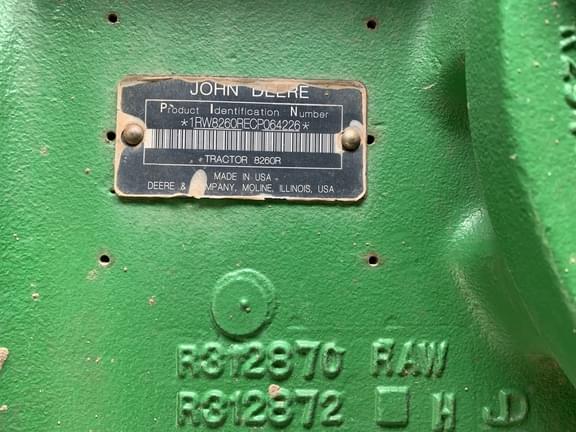 JOHN DEERE
Product Identification Number
*1RW8260RECP064226*
TRACTOR 8260R
MADE IN USA
DEERE & COMPANY, MOLINE, ILLINOIS, USA
R312870 RAW
R312872 H JD